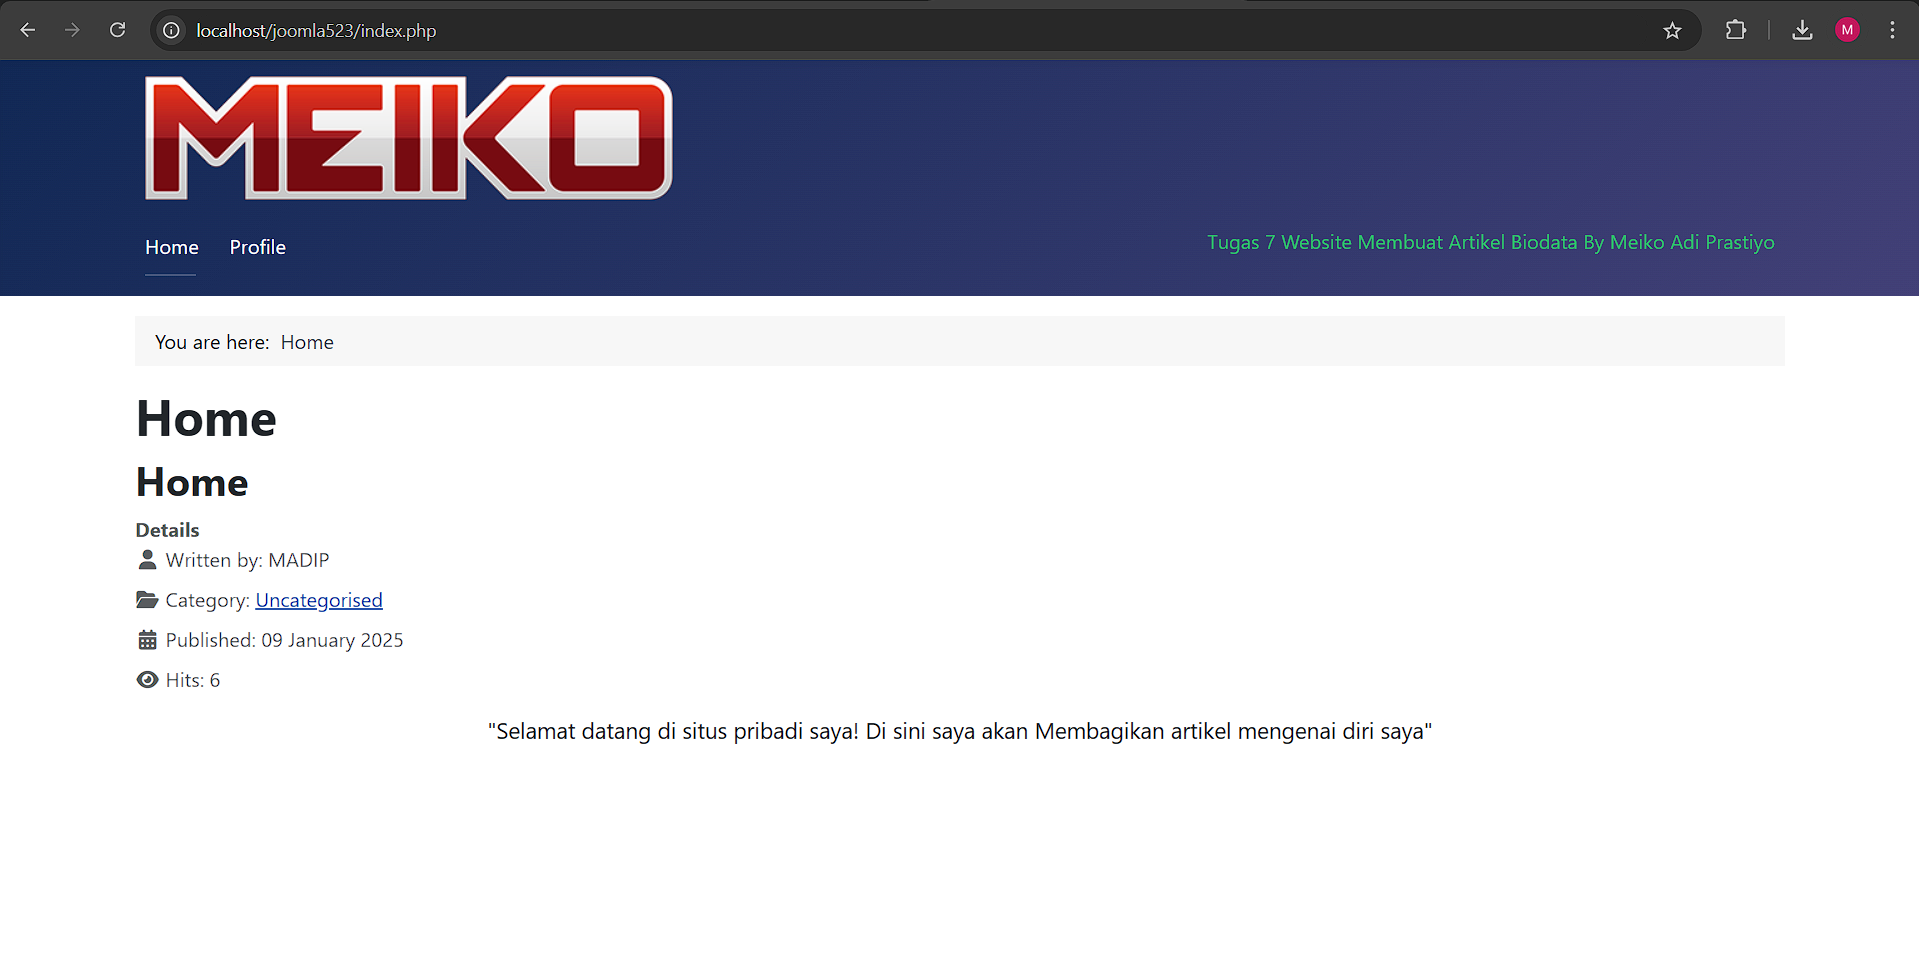 localhost/joomla523/index.php
M
MEIKO
Home Profile
Tugas 7 Website Membuat Artikel Biodata By Meiko Adi Prastiyo
You are here: Home
Home
Home
Details
Written by: MADIP
Category: Uncategorised
Published: 09 January 2025
Hits: 6
"Selamat datang di situs pribadi saya! Di sini saya akan Membagikan artikel mengenai diri saya"